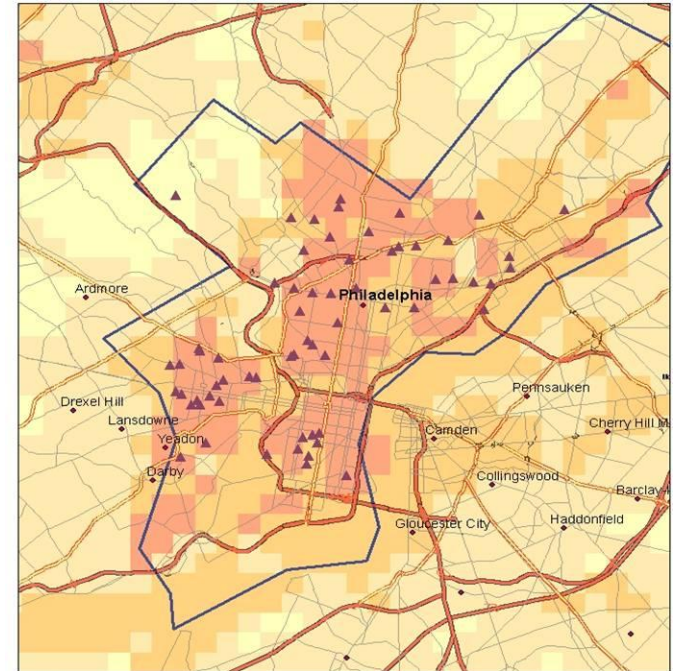 Ardmore
Philadelphia
Drexel Hill
Lansdowne
Yeadon
Darby
Pennsauken
Camden
Cherry Hill M
Collingswood
Barclay
Haddonfield
Gloucester City